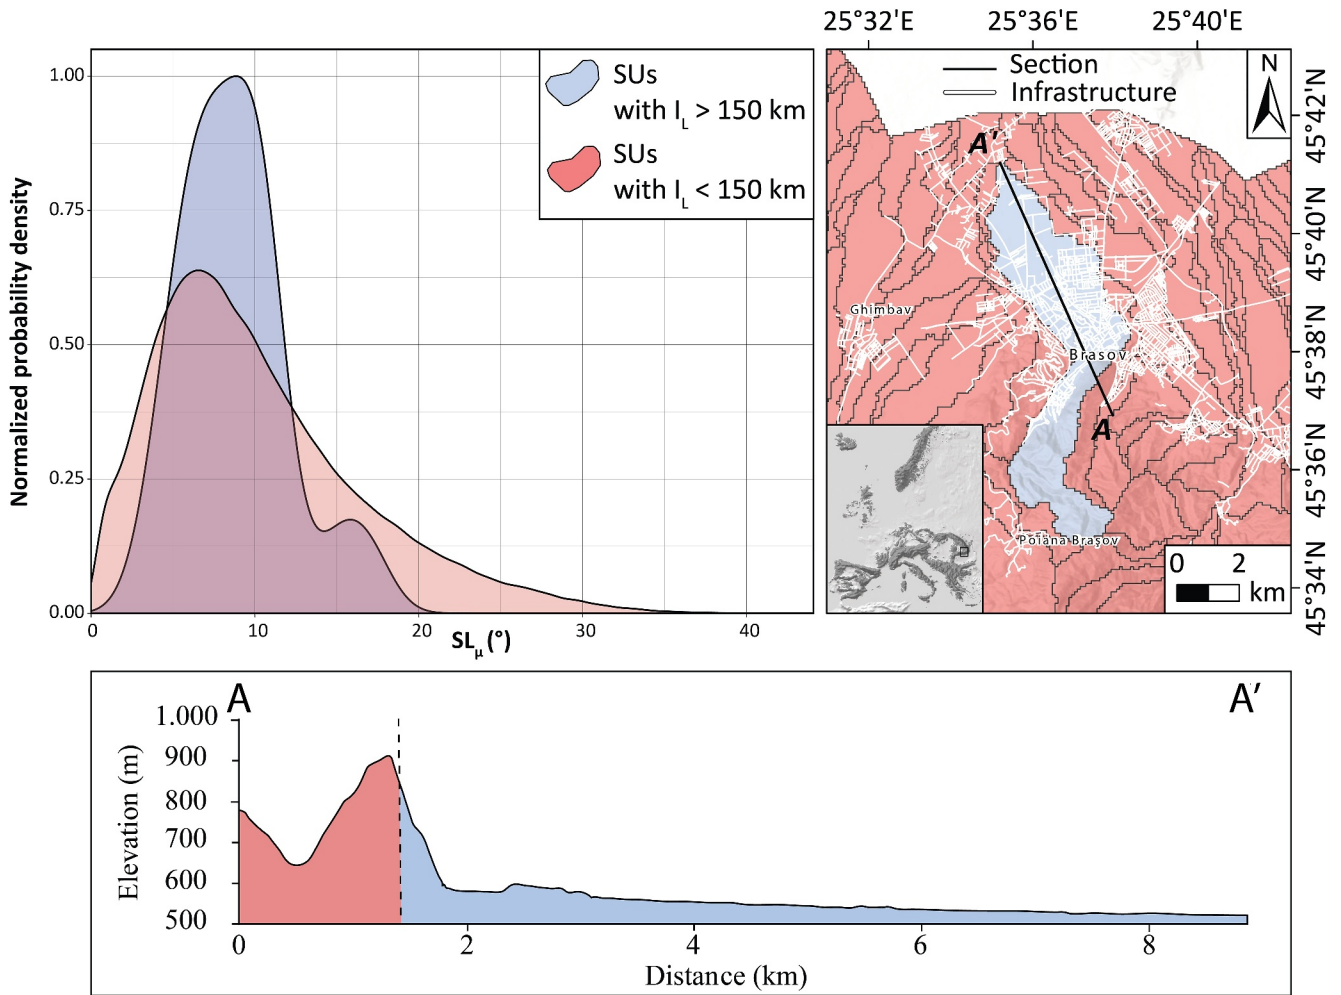 25°32'E 25°36'E 25°40'E
1.00
0.75
0.50
0.25
0.00
Normalized probability density
0 10 20 30 40
SLμ (°)
SUs
with IL > 150 km
SUs
with IL < 150 km
Section
Infrastructure
N
A'
A
Ghimbav
Brasov
Poiana Brașov
0 2
km
45°42'N
45°40'N
45°38'N
45°36'N
45°34'N
A A'
1.000
900
800
700
600
500
Elevation (m)
0 2 4 6 8
Distance (km)